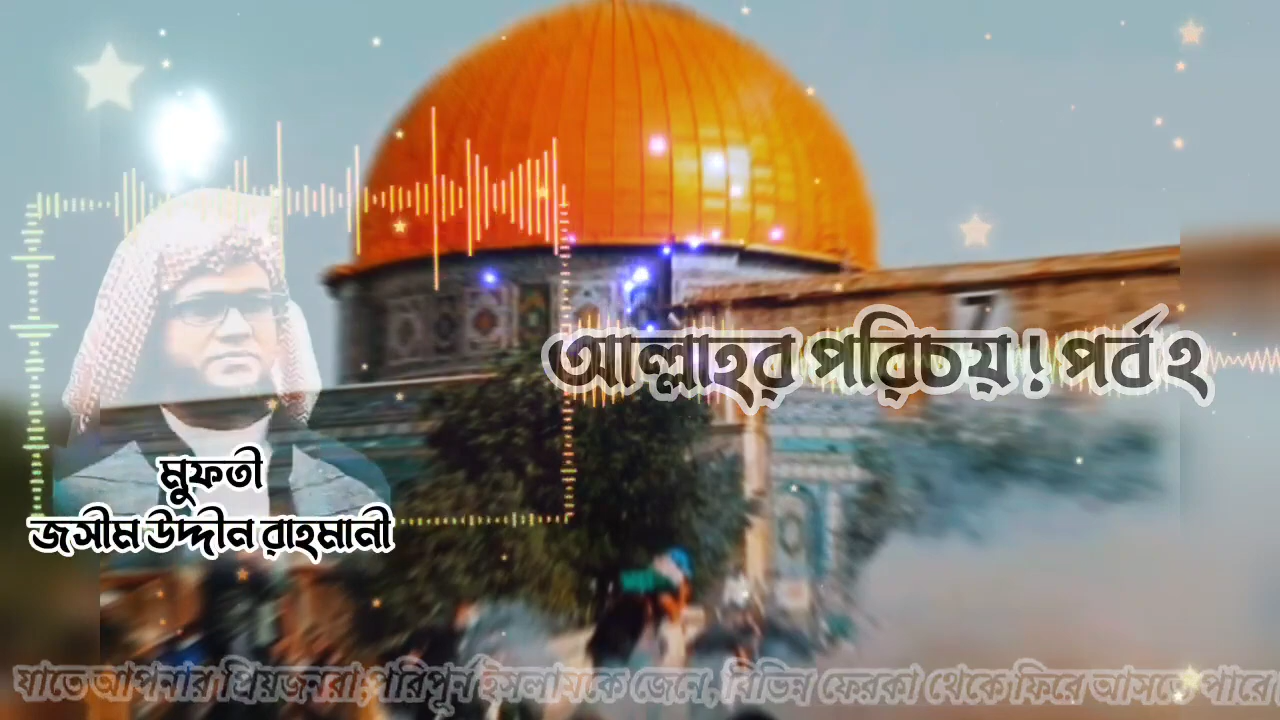 আল্লাহর পরিচয় ! পর্ব ২
মুফতী
জসীম উদ্দীন রাহমানী
যাতে আপনার প্রিয়জনরা, পরিপূর্ন ইসলামকে জেনে, বিভিন্ন ফেরকা থেকে ফিরে আসতে পারে